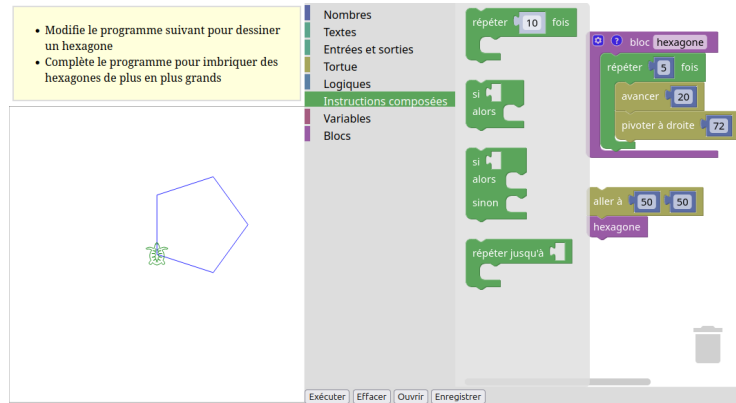 Modifie le programme suivant pour dessiner
un hexagone
Complète le programme pour imbriquer des
hexagones de plus en plus grands
Nombres
Textes
Entrées et sorties
Tortue
Logiques
Instructions composées
Variables
Blocs
répéter 10 fois
si
alors
si
alors
sinon
répéter jusqu'à
bloc hexagone
répéter 5 fois
avancer 20
pivoter à droite 72
aller à 50 50
hexagone
Exécuter Effacer Ouvrir Enregistrer